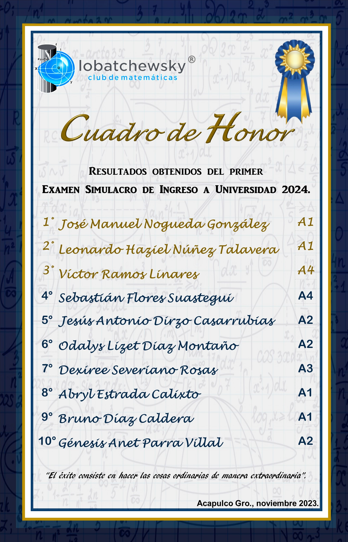 lobatchewsky®
club de matemáticas
Cuadro de Honor
Resultados obtenidos del primer
Examen Simulacro de Ingreso a Universidad 2024.
1° José Manuel Nogueda González A1
2° Leonardo Haziel Núñez Talavera A1
3° Victor Ramos Linares A4
4° Sebastián Flores Suastegui A4
5° Jesús Antonio Dirzo Casarrubias A2
6° Odalys Lizet Diaz Montaño A2
7° Dexiree Severiano Rosas A3
8° Abryl Estrada Calixto A1
9° Bruno Díaz Caldera A1
10° Génesis Anet Parra Villal A2
"El éxito consiste en hacer las cosas ordinarias de manera extraordinaria".
Acapulco Gro., noviembre 2023.